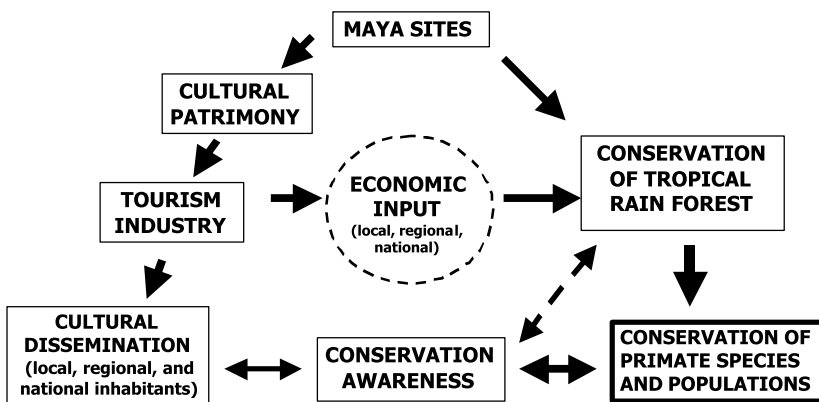 MAYA SITES
CULTURAL
PATRIMONY
TOURISM
INDUSTRY
ECONOMIC
INPUT
(local, regional,
national)
CONSERVATION
OF TROPICAL
RAIN FOREST
CULTURAL
DISSEMINATION
(local, regional, and
national inhabitants)
CONSERVATION
AWARENESS
CONSERVATION OF
PRIMATE SPECIES
AND POPULATIONS